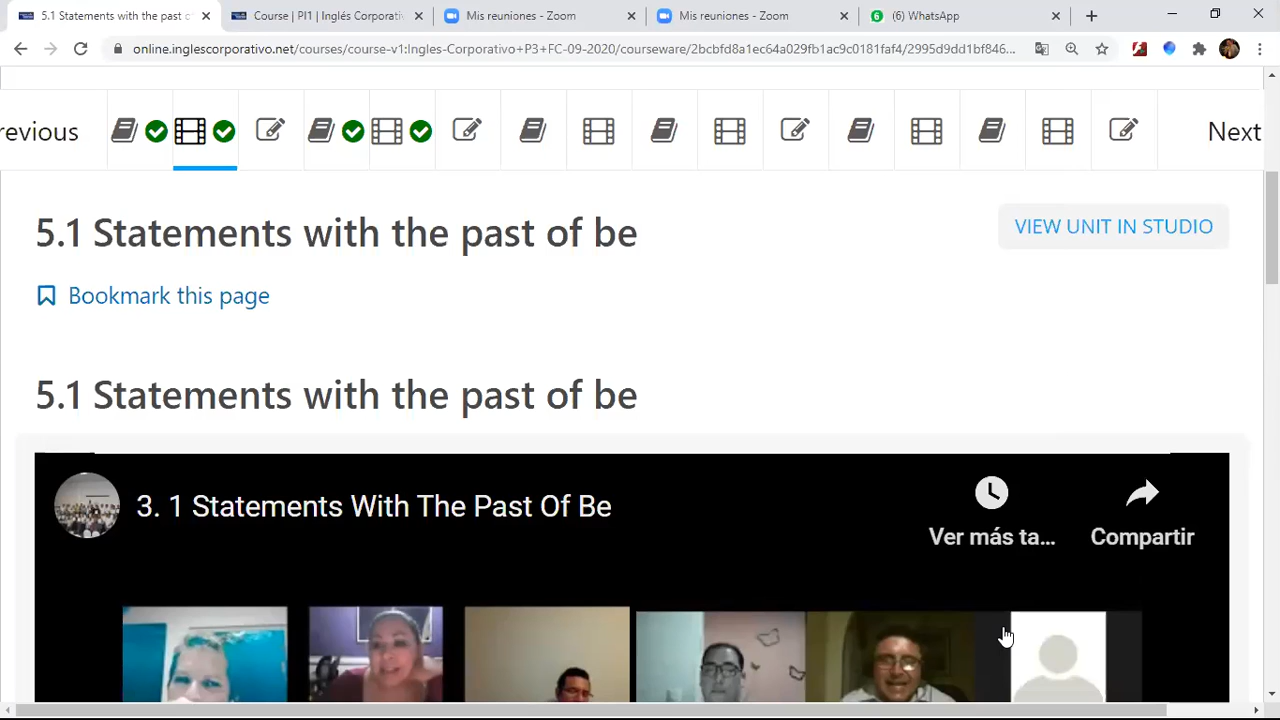 5.1 Statements with the past o
Course | PI1 | Inglés Corporati
Mis reuniones - Zoom
Mis reuniones - Zoom
(6) WhatsApp
online.inglescorporativo.net/courses/course-v1:Ingles-Corporativo+P3+FC-09-2020/courseware/2bcbfd8a1ec64a029fb1ac9c0181faf4/2995d9dd1bf846...
revious
Next
5.1 Statements with the past of be
VIEW UNIT IN STUDIO
Bookmark this page
5.1 Statements with the past of be
3. 1 Statements With The Past Of Be
Ver más ta...
Compartir